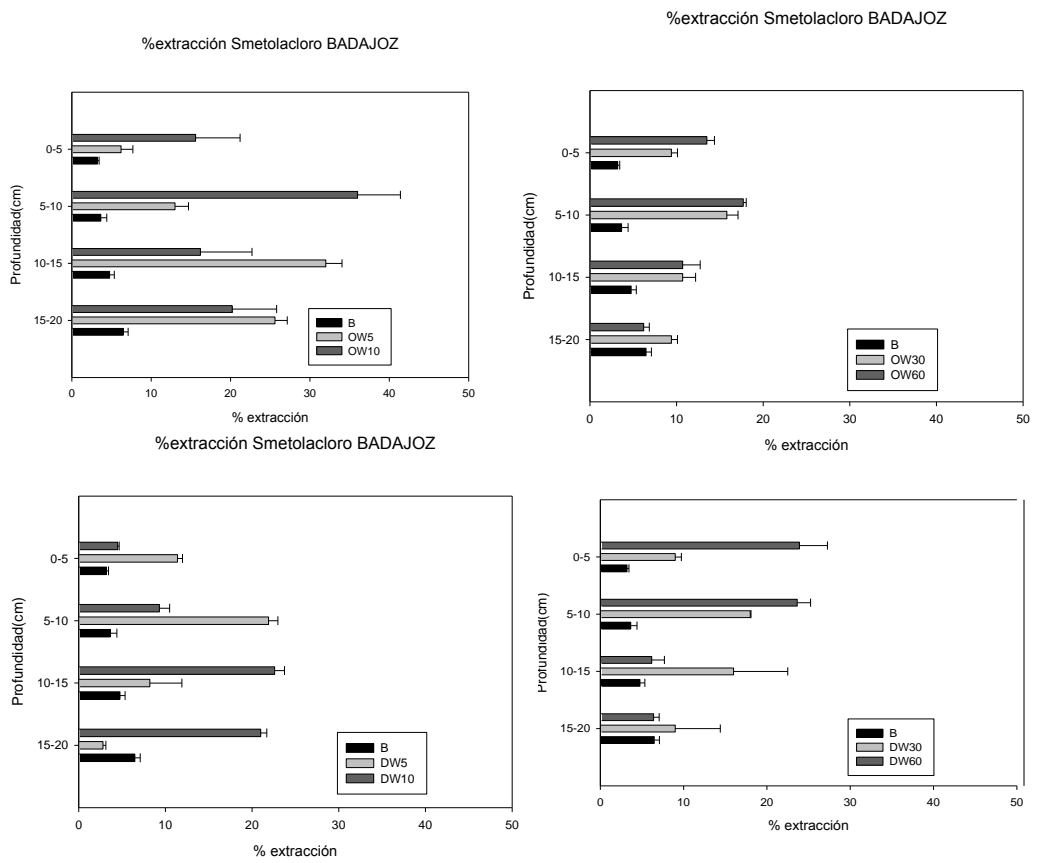 %extracción Smetolacloro BADAJOZ
Profundidad(cm)
0-5
5-10
10-15
15-20
B
OW5
OW10
0 10 20 30 40 50
% extracción
%extracción Smetolacloro BADAJOZ
Profundidad(cm)
0-5
5-10
10-15
15-20
B
OW30
OW60
0 10 20 30 40 50
% extracción
%extracción Smetolacloro BADAJOZ
Profundidad(cm)
0-5
5-10
10-15
15-20
B
DW5
DW10
0 10 20 30 40 50
% extracción
Profundidad(cm)
0-5
5-10
10-15
15-20
B
DW30
DW60
0 10 20 30 40 50
% extracción